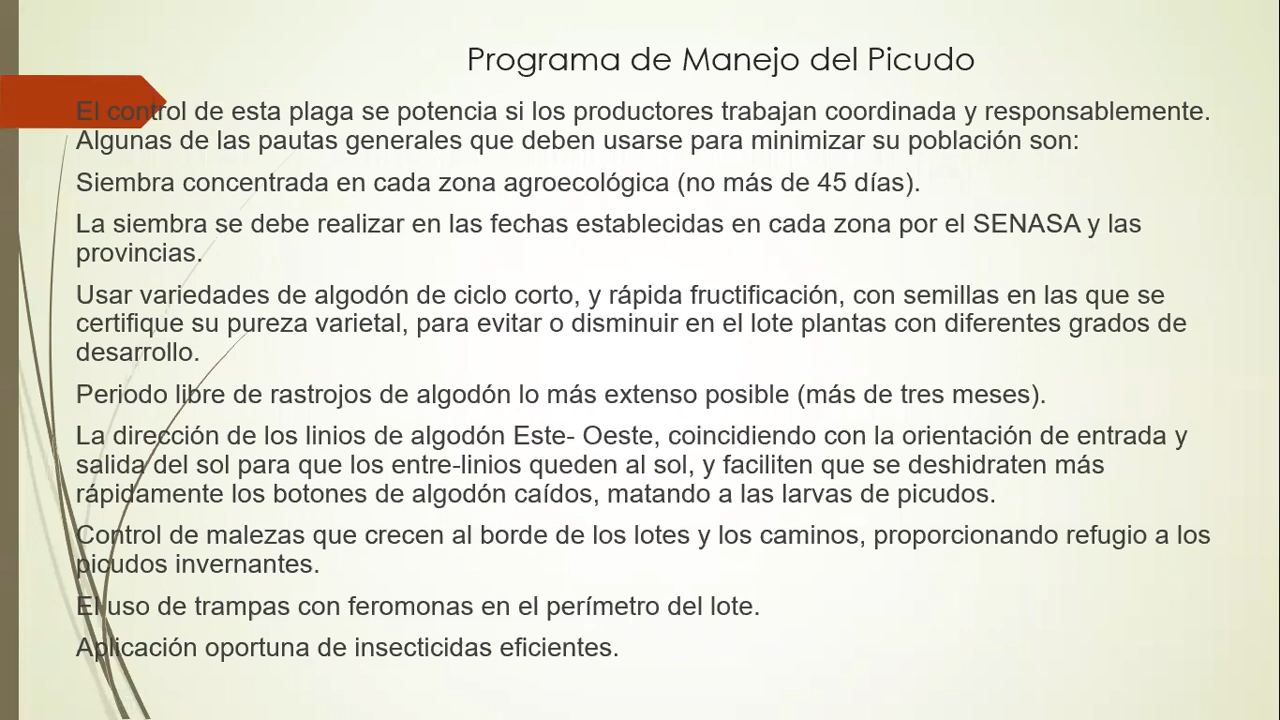 Programa de Manejo del Picudo
El control de esta plaga se potencia si los productores trabajan coordinada y responsablemente.
Algunas de las pautas generales que deben usarse para minimizar su población son:
Siembra concentrada en cada zona agroecológica (no más de 45 días).
La siembra se debe realizar en las fechas establecidas en cada zona por el SENASA y las
provincias.
Usar variedades de algodón de ciclo corto, y rápida fructificación, con semillas en las que se
certifique su pureza varietal, para evitar o disminuir en el lote plantas con diferentes grados de
desarrollo.
Periodo libre de rastrojos de algodón lo más extenso posible (más de tres meses).
La dirección de los linios de algodón Este- Oeste, coincidiendo con la orientación de entrada y
salida del sol para que los entre-linios queden al sol, y faciliten que se deshidraten más
rápidamente los botones de algodón caídos, matando a las larvas de picudos.
Control de malezas que crecen al borde de los lotes y los caminos, proporcionando refugio a los
picudos invernantes.
El uso de trampas con feromonas en el perímetro del lote.
Aplicación oportuna de insecticidas eficientes.